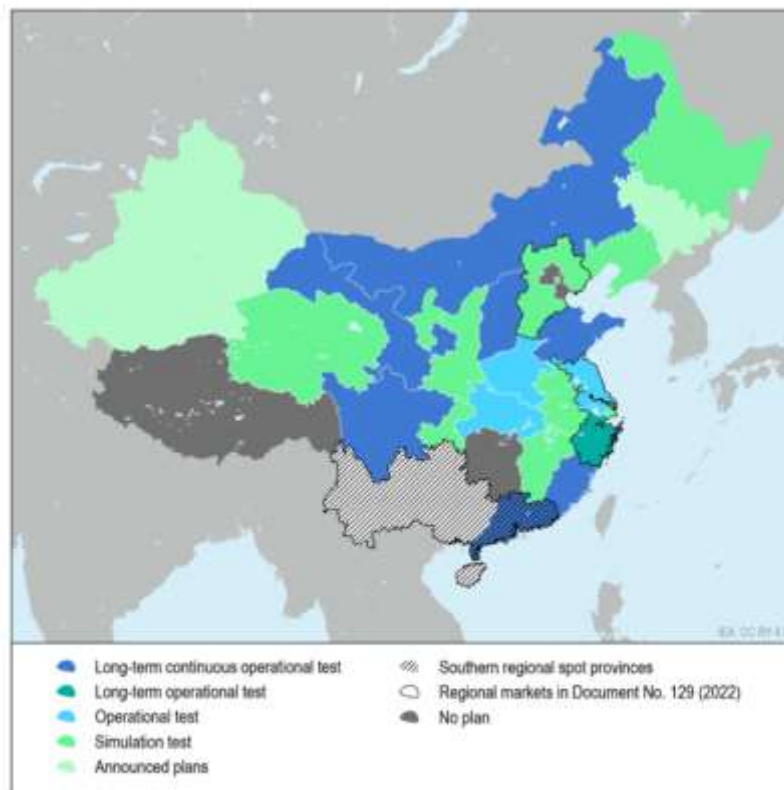 Long-term continuous operational test
Long-term operational test
Operational test
Simulation test
Announced plans
Southern regional spot provinces
Regional markets in Document No. 129 (2022)
No plan